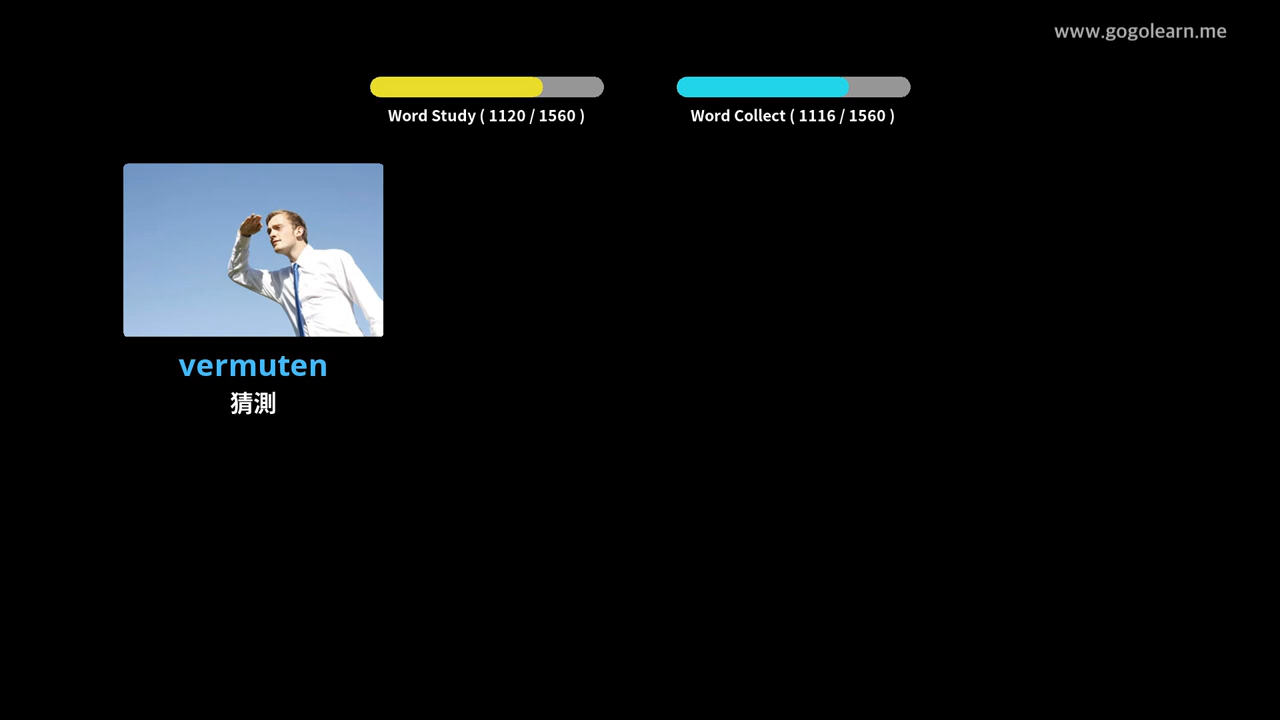 www.gogolearn.me
Word Study ( 1120 / 1560 )
Word Collect ( 1116 / 1560 )
vermuten
猜測